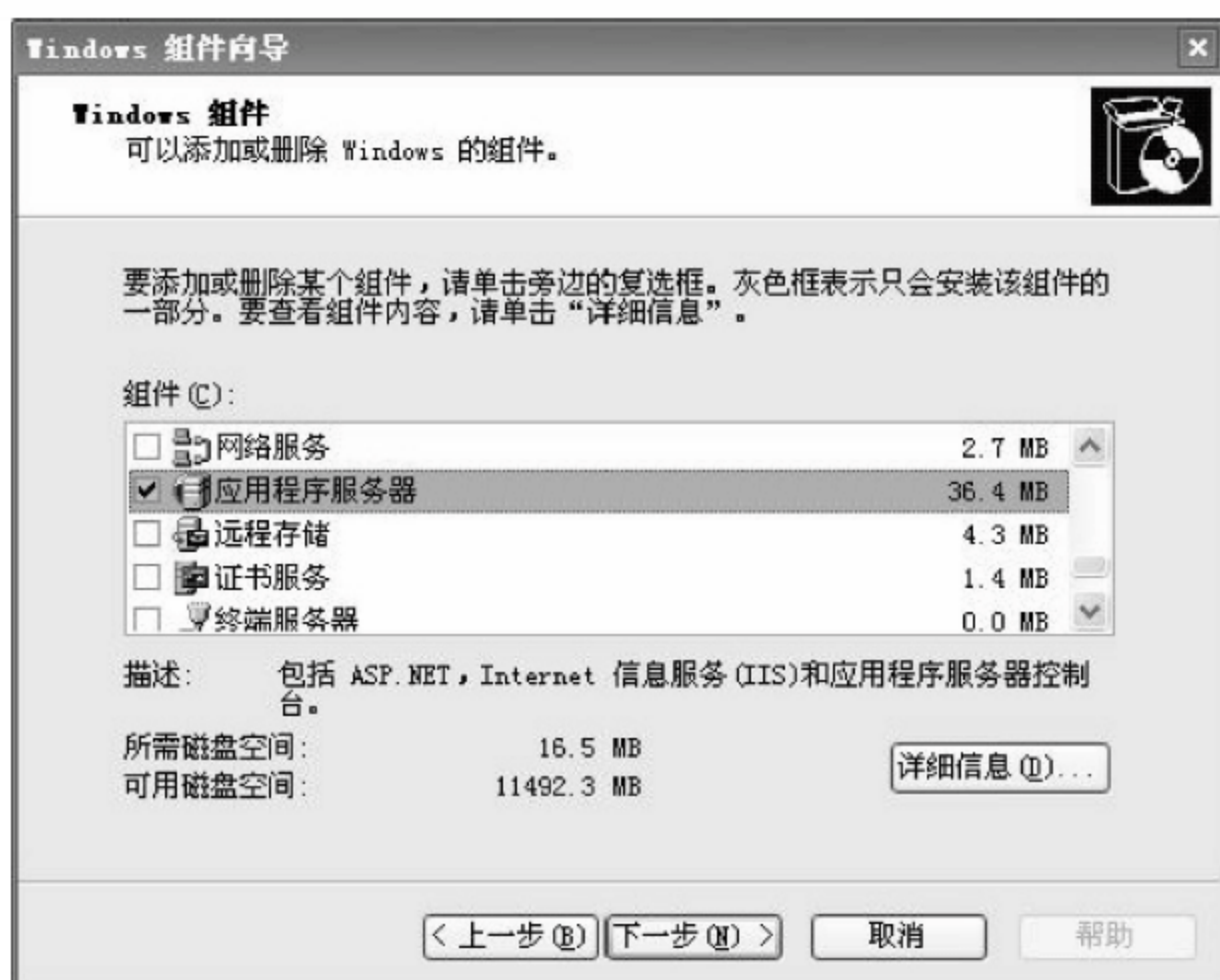 Windows 组件向导
Windows 组件
可以添加或删除 Windows 的组件。
要添加或删除某个组件，请单击旁边的复选框。灰色框表示只会安装该组件的
一部分。要查看组件内容，请单击“详细信息”。
组件(C):
网络服务 2.7 MB
应用程序服务器 36.4 MB
远程存储 4.3 MB
证书服务 1.4 MB
终端服务器 0.0 MB
描述: 包括 ASP.NET，Internet 信息服务(IIS)和应用程序服务器控制
台。
所需磁盘空间: 16.5 MB
可用磁盘空间: 11492.3 MB
详细信息(D)...
< 上一步(B) 下一步(N) > 取消 帮助